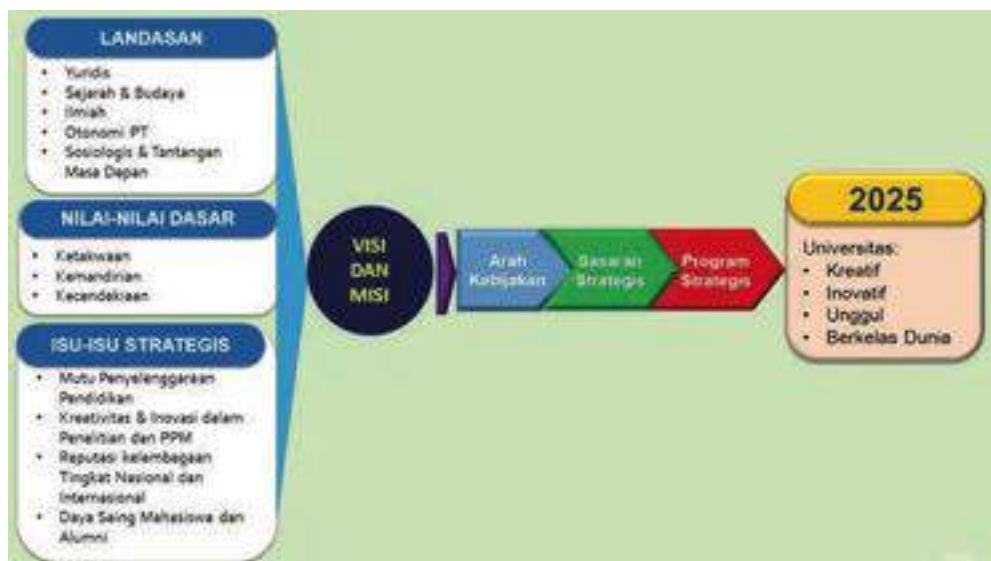 LANDASAN
• Yuridis
• Sejarah & Budaya
• Ilmiah
• Otonomi PT
• Sosiologis & Tantangan
Masa Depan
NILAI-NILAI DASAR
• Ketakwaan
• Kemandirian
• Kecendekiaan
ISU-ISU STRATEGIS
• Mutu Penyelenggaraan
Pendidikan
• Kreativitas & Inovasi dalam
Penelitian dan PPM
• Reputasi kelembagaan
Tingkat Nasional dan
Internasional
• Daya Saing Mahasiswa dan
Alumni
VISI
DAN
MISI
Arah
Kebijakan
Sasaran
Strategis
Program
Strategis
2025
Universitas:
• Kreatif
• Inovatif
• Unggul
• Berkelas Dunia